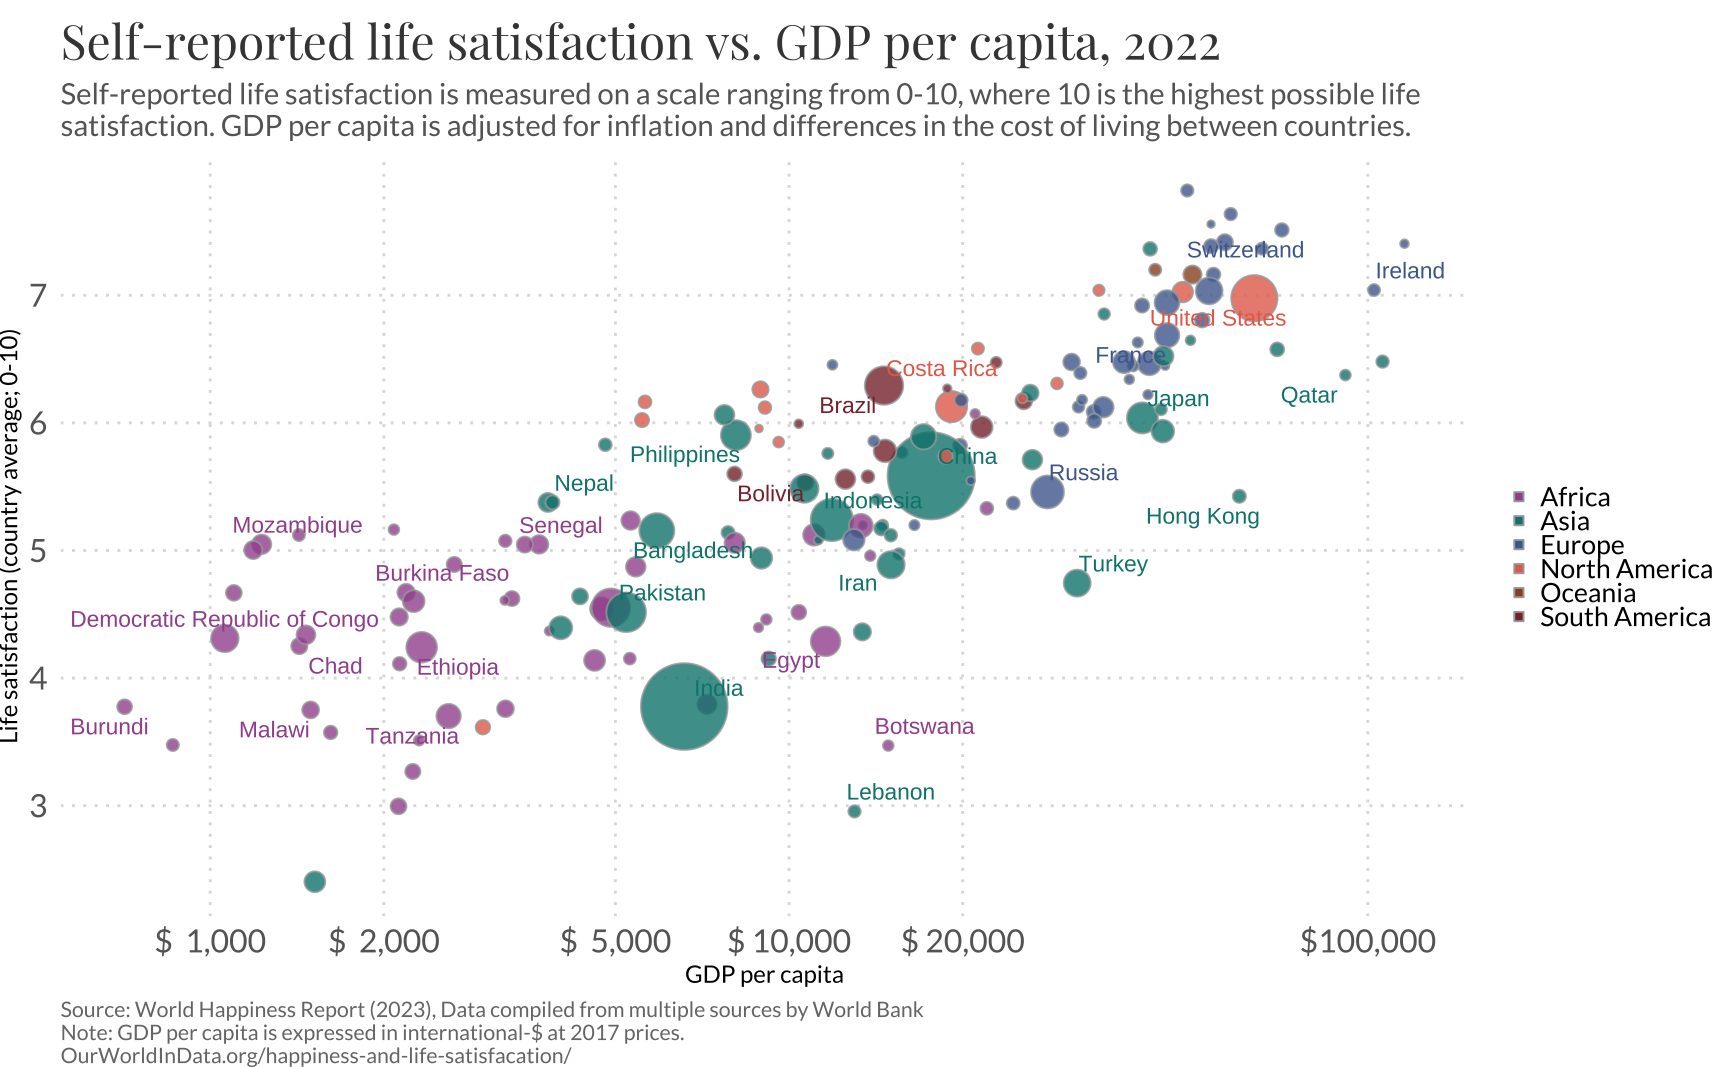 Self-reported life satisfaction vs. GDP per capita, 2022
Self-reported life satisfaction is measured on a scale ranging from 0-10, where 10 is the highest possible life
satisfaction. GDP per capita is adjusted for inflation and differences in the cost of living between countries.
Life satisfaction (country average; 0-10)
7
6
5
4
3
Switzerland
Ireland
United States
France
Costa Rica
Qatar
Japan
Brazil
Philippines
China
Russia
Nepal
Bolivia
Indonesia
Hong Kong
Mozambique
Senegal
Bangladesh
Turkey
Burkina Faso
Iran
Pakistan
Democratic Republic of Congo
Chad
Ethiopia
Egypt
India
Burundi
Malawi
Tanzania
Botswana
Lebanon
Africa
Asia
Europe
North America
Oceania
South America
$ 1,000
$ 2,000
$ 5,000
$ 10,000
$ 20,000
$100,000
GDP per capita
Source: World Happiness Report (2023), Data compiled from multiple sources by World Bank
Note: GDP per capita is expressed in international-$ at 2017 prices.
OurWorldInData.org/happiness-and-life-satisfacation/